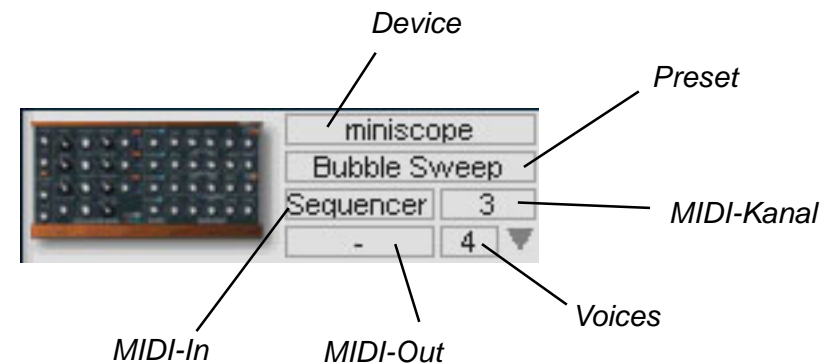 Device
Preset
miniscope
Bubble Sweep
Sequencer 3
MIDI-Kanal
- 4
Voices
MIDI-In MIDI-Out